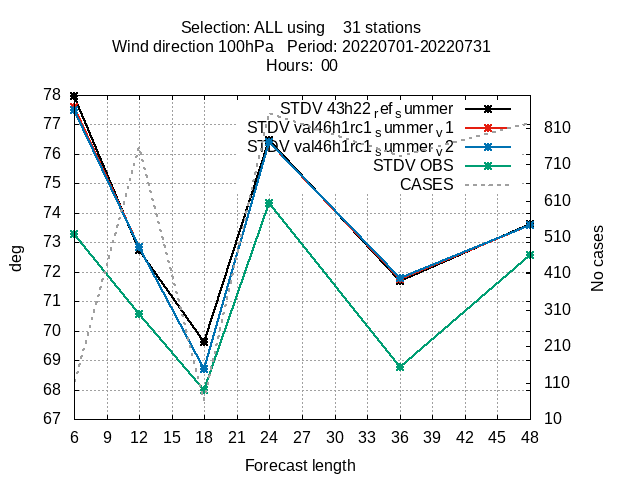 Selection: ALL using 31 stations
Wind direction 100hPa Period: 20220701-20220731
Hours: 00
STDV 43h22refsummer
STDV val46h1rc1summerv1
STDV val46h1rc1summerv2
STDV OBS
CASES
78
77
76
75
74
73
72
71
70
69
68
67
deg
810
710
610
510
410
310
210
110
10
No cases
6 9 12 15 18 21 24 27 30 33 36 39 42 45 48
Forecast length